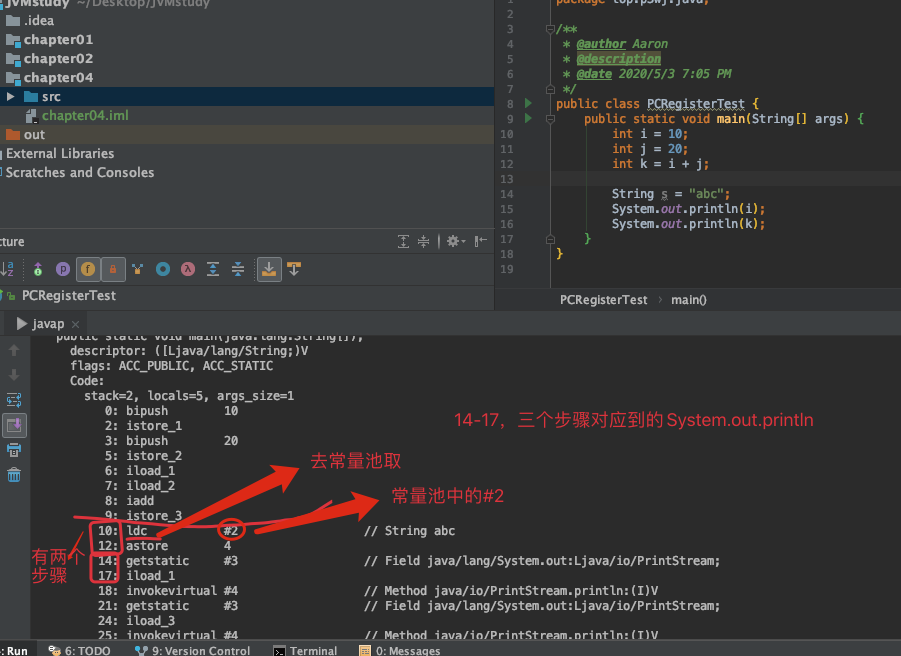 JVMstudy ~/Desktop/JVMstudy
.idea
chapter01
chapter02
chapter04
src
chapter04.iml
out
External Libraries
Scratches and Consoles
cture
PCRegisterTest
1
2
3
4
5
6
7
8
9
10
11
12
13
14
15
16
17
18
19
package top.p3wj.java;
/**
* @author Aaron
* @description
* @date 2020/5/3 7:05 PM
*/
public class PCRegisterTest {
public static void main(String[] args) {
int i = 10;
int j = 20;
int k = i + j;
String s = "abc";
System.out.println(i);
System.out.println(k);
}
}
PCRegisterTest › main()
javap ×
public static void main(java.lang.String[]);
descriptor: ([Ljava/lang/String;)V
flags: ACC_PUBLIC, ACC_STATIC
Code:
stack=2, locals=5, args_size=1
0: bipush 10
2: istore_1
3: bipush 20
5: istore_2
6: iload_1
7: iload_2
8: iadd
9: istore_3
10: ldc #2 // String abc
12: astore 4
14: getstatic #3 // Field java/lang/System.out:Ljava/io/PrintStream;
17: iload_1
18: invokevirtual #4 // Method java/io/PrintStream.println:(I)V
21: getstatic #3 // Field java/lang/System.out:Ljava/io/PrintStream;
24: iload_3
25: invokevirtual #4 // Method java/io/PrintStream.println:(I)V
14-17，三个步骤对应到的System.out.println
去常量池取
常量池中的#2
有两个
步骤
: Run 6: TODO 9: Version Control Terminal 0: Messages